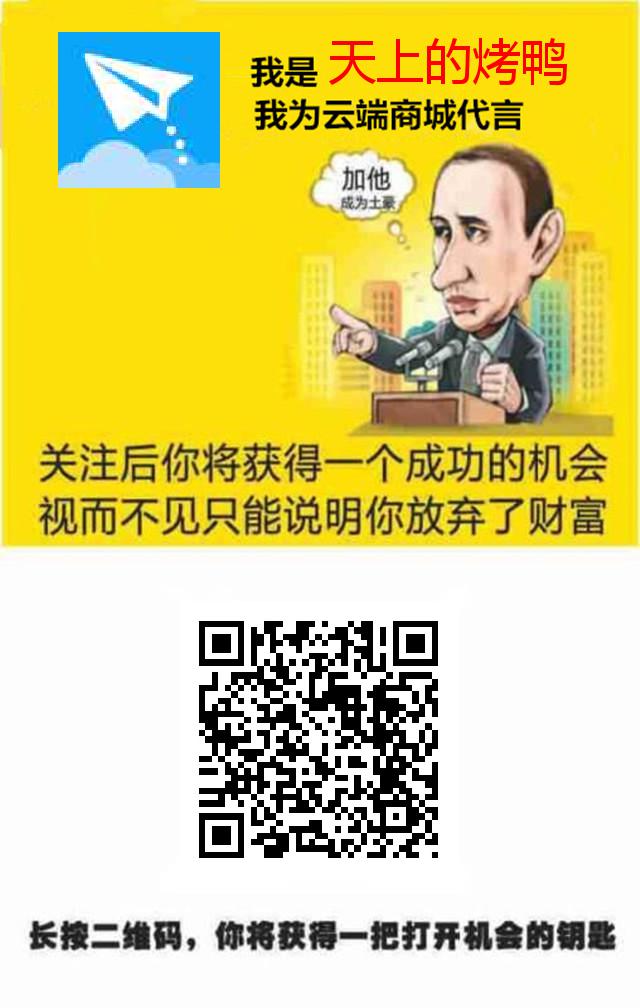 我是 天上的烤鸭
我为云端商城代言
加他
成为土豪
关注后你将获得一个成功的机会
视而不见只能说明你放弃了财富
长按二维码，你将获得一把打开机会的钥匙